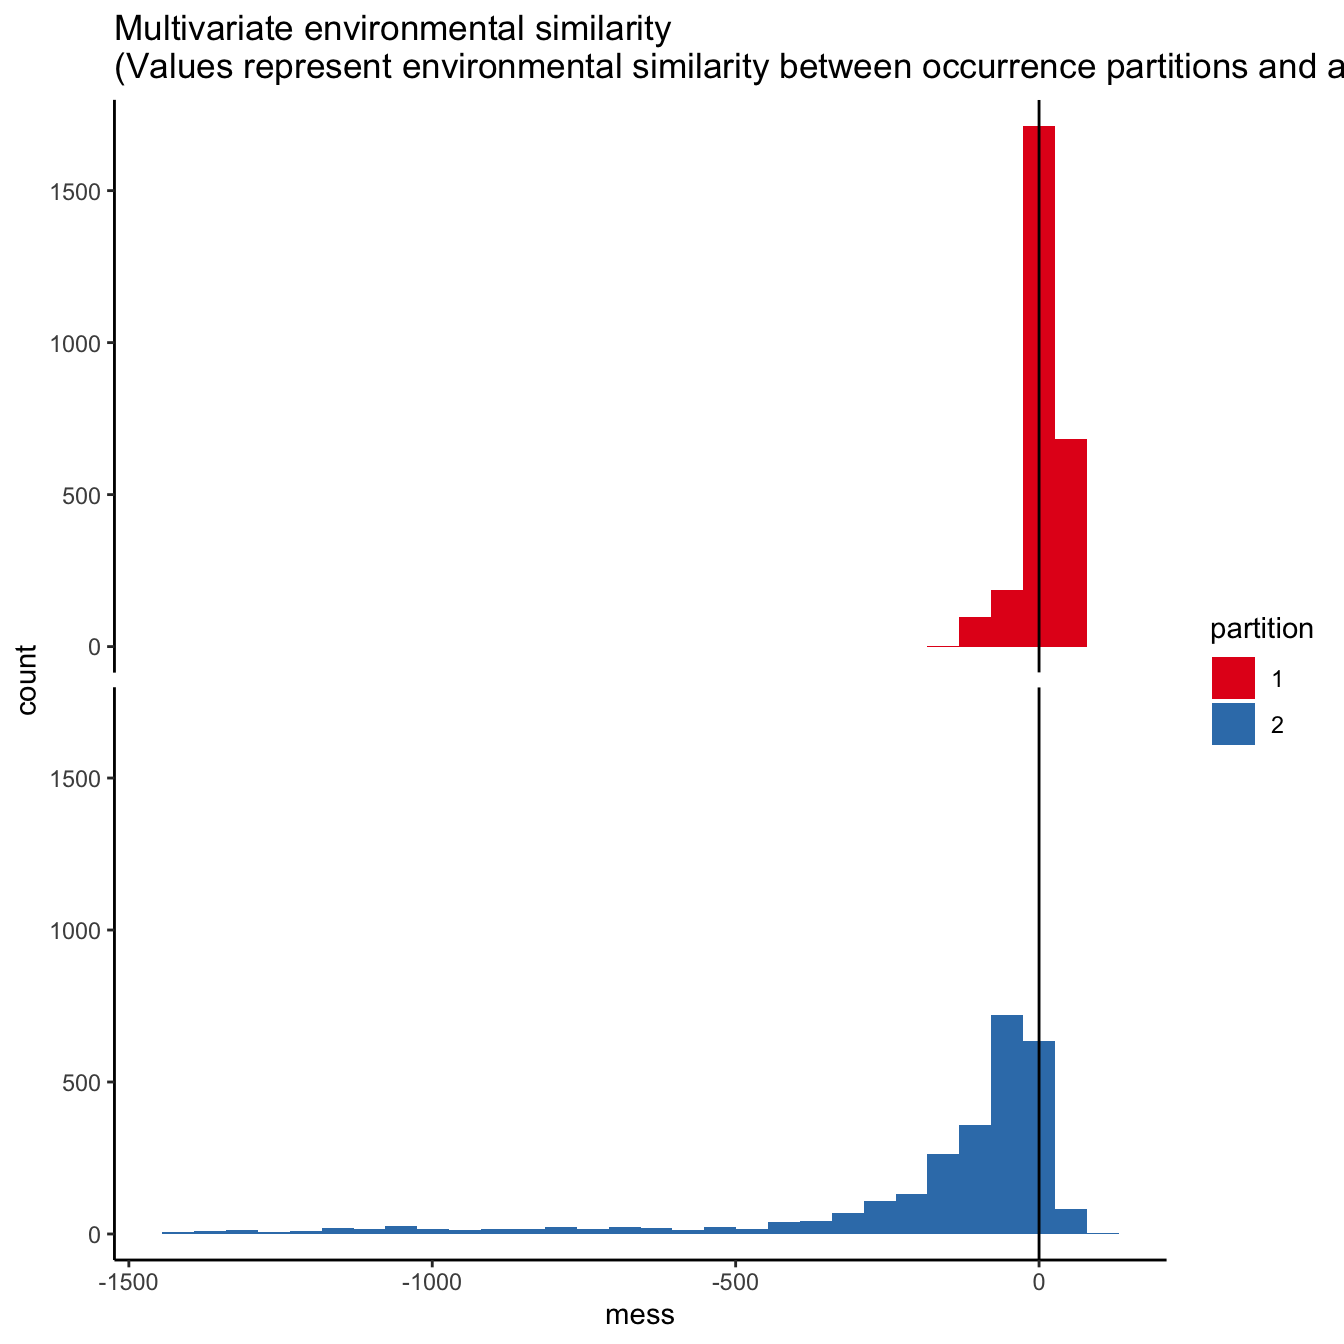 Multivariate environmental similarity
(Values represent environmental similarity between occurrence partitions and a
1500
1000
500
0
count
partition
1
2
1500
1000
500
0
-1500
-1000
-500
0
mess